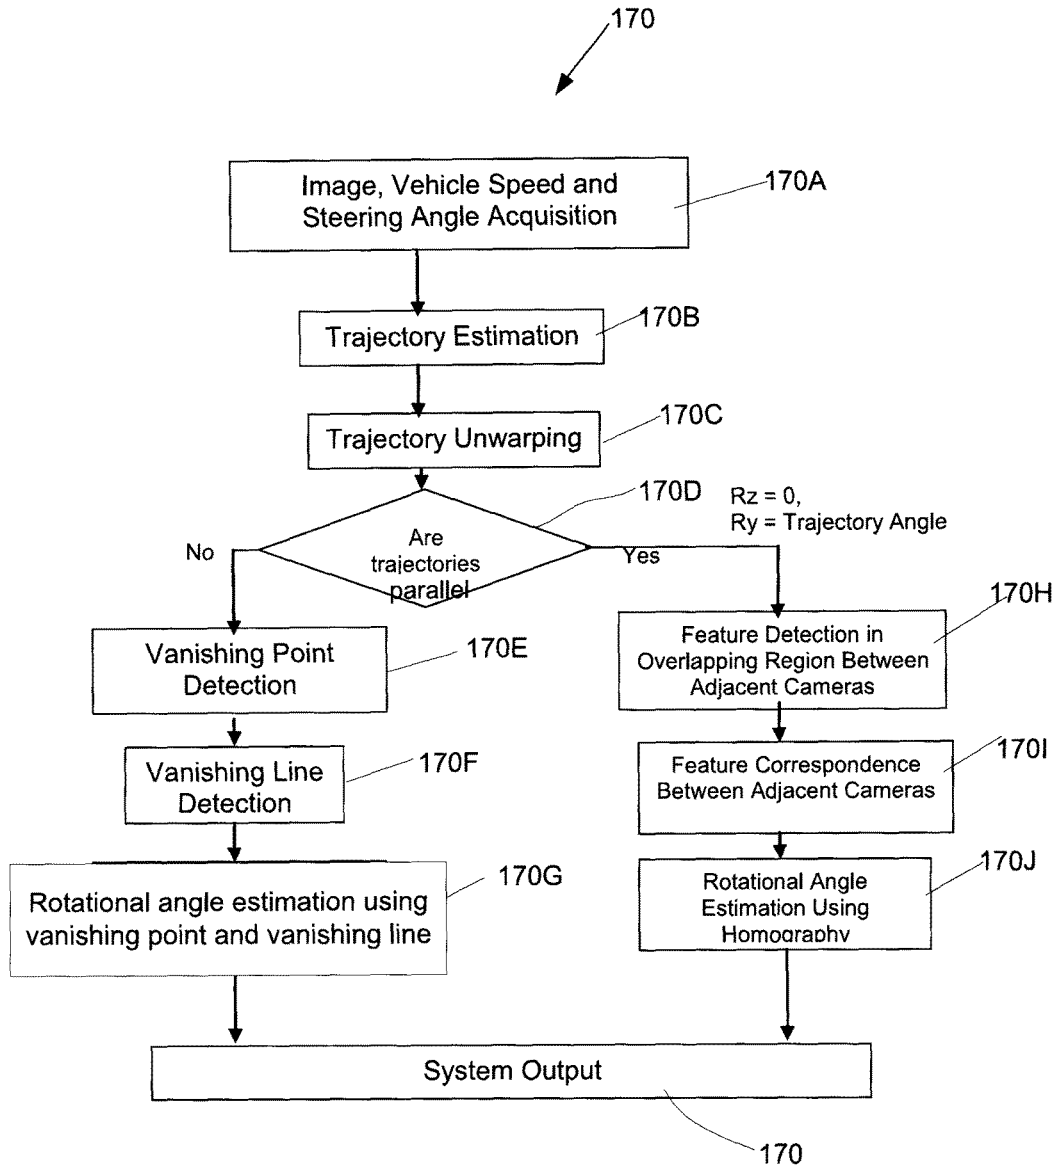 170
Image, Vehicle Speed and
Steering Angle Acquisition
170A
Trajectory Estimation
170B
Trajectory Unwarping
170C
170D
Rz = 0,
Ry = Trajectory Angle
Are
trajectories
parallel
No
Yes
Vanishing Point
Detection
170E
Feature Detection in
Overlapping Region Between
Adjacent Cameras
170H
Vanishing Line
Detection
170F
Feature Correspondence
Between Adjacent Cameras
170I
Rotational angle estimation using
vanishing point and vanishing line
170G
Rotational Angle
Estimation Using
Homography
170J
System Output
170